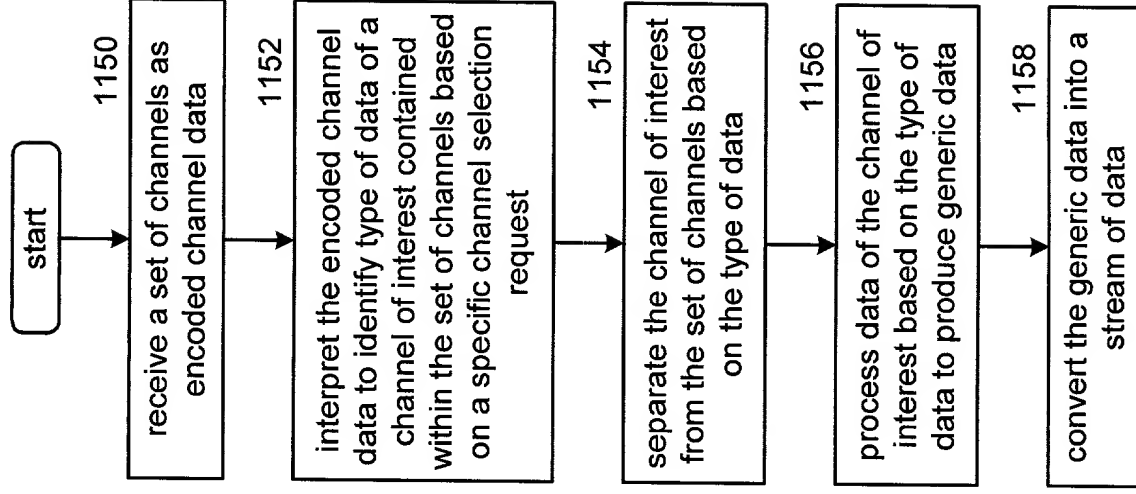 start
1150
receive a set of channels as
encoded channel data
1152
interpret the encoded channel
data to identify type of data of a
channel of interest contained
within the set of channels based
on a specific channel selection
request
1154
separate the channel of interest
from the set of channels based
on the type of data
1156
process data of the channel of
interest based on the type of
data to produce generic data
1158
convert the generic data into a
stream of data